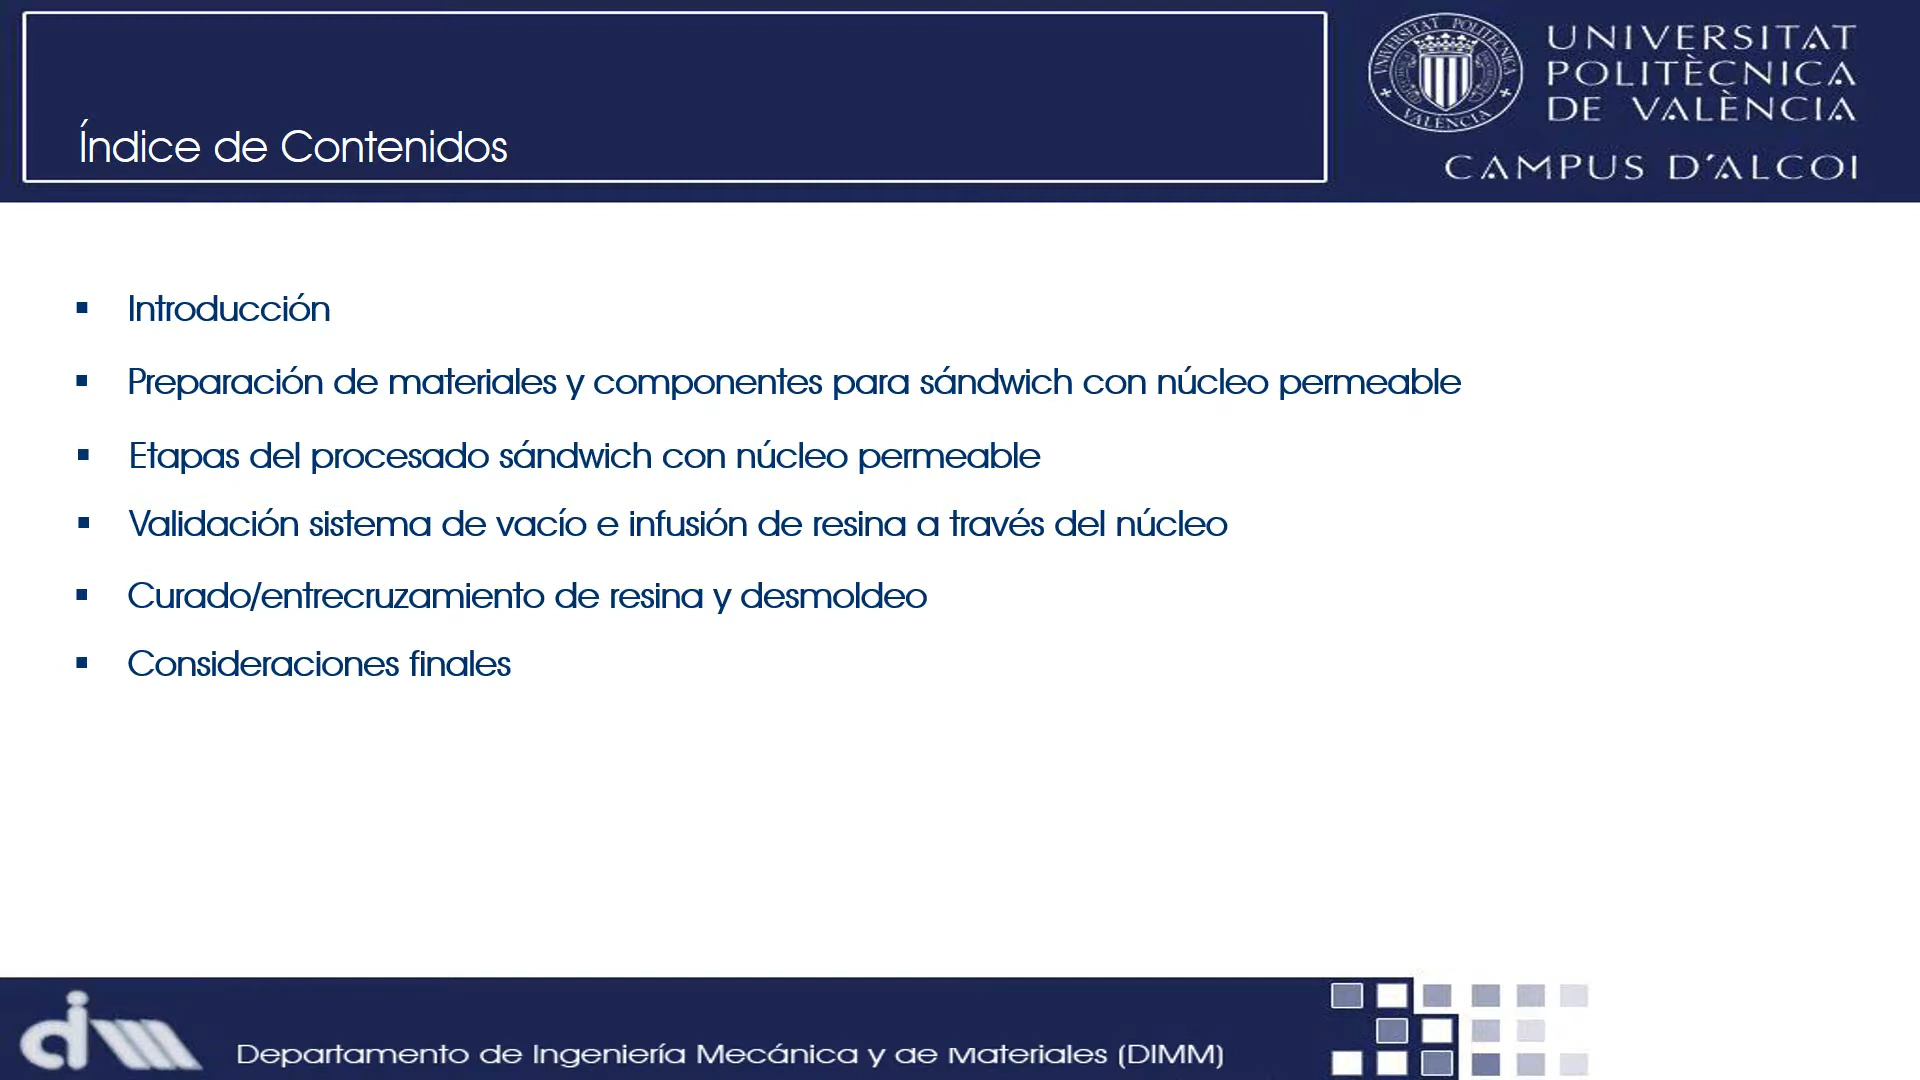 Índice de Contenidos
UNIVERSITAT
POLITÈCNICA
DE VALÈNCIA
CAMPUS D'ALCOI
▪ Introducción
▪ Preparación de materiales y componentes para sándwich con núcleo permeable
▪ Etapas del procesado sándwich con núcleo permeable
▪ Validación sistema de vacío e infusión de resina a través del núcleo
▪ Curado/entrecruzamiento de resina y desmoldeo
▪ Consideraciones finales
dim
Departamento de Ingeniería Mecánica y de Materiales (DIMM)